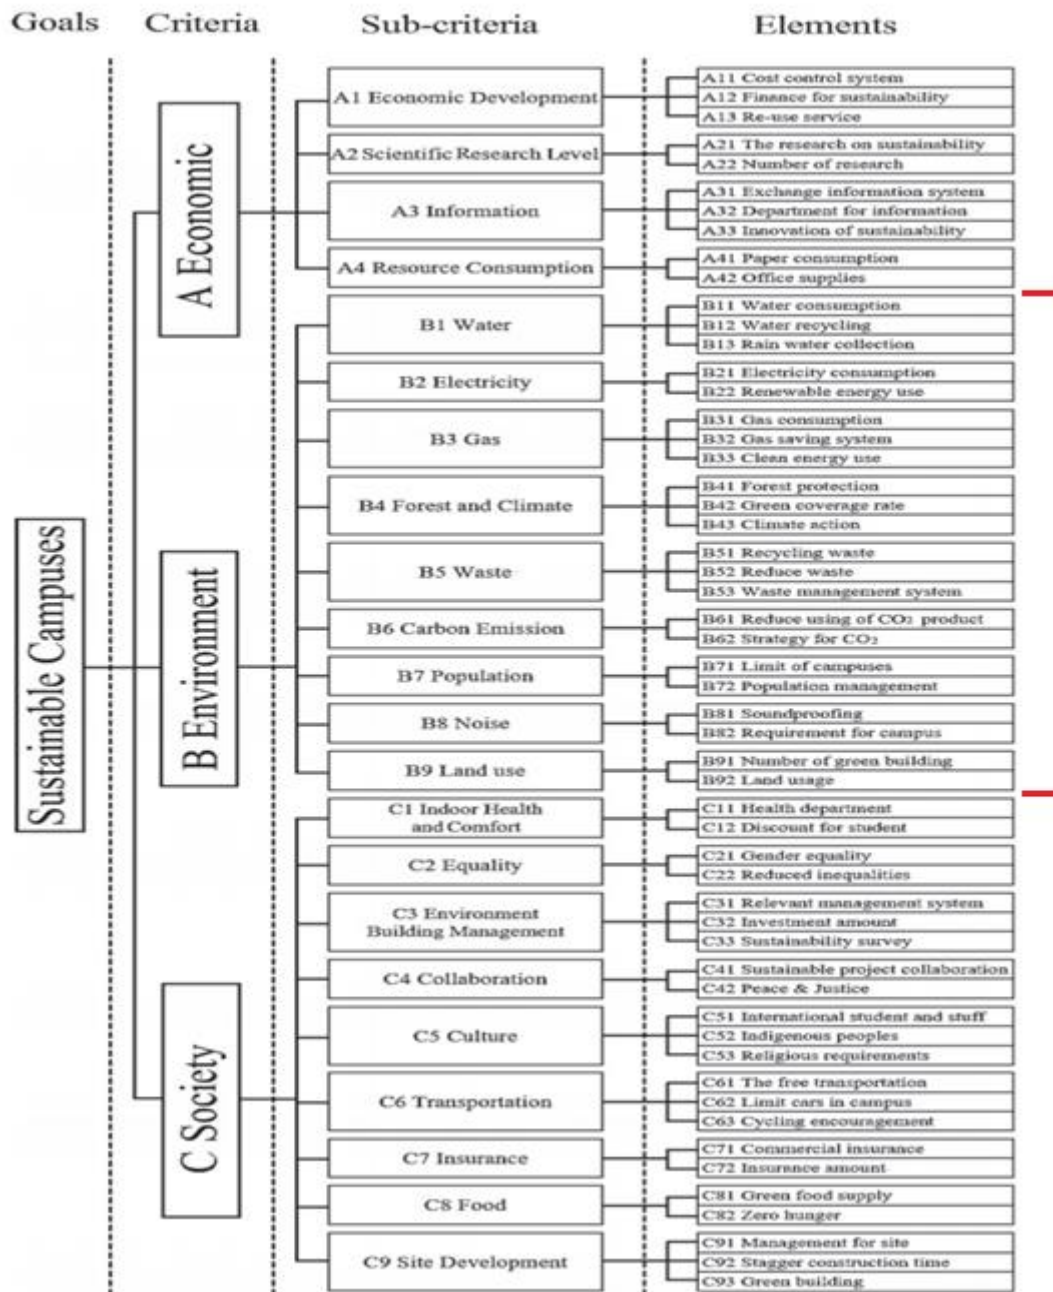 Goals Criteria Sub-criteria Elements
Sustainable Campuses
A Economic
A1 Economic Development
A11 Cost control system
A12 Finance for sustainability
A13 Re-use service
A2 Scientific Research Level
A21 The research on sustainability
A22 Number of research
A3 Information
A31 Exchange information system
A32 Department for information
A33 Innovation of sustainability
A4 Resource Consumption
A41 Paper consumption
A42 Office supplies
B Environment
B1 Water
B11 Water consumption
B12 Water recycling
B13 Rain water collection
B2 Electricity
B21 Electricity consumption
B22 Renewable energy use
B3 Gas
B31 Gas consumption
B32 Gas saving system
B33 Clean energy use
B4 Forest and Climate
B41 Forest protection
B42 Green coverage rate
B43 Climate action
B5 Waste
B51 Recycling waste
B52 Reduce waste
B53 Waste management system
B6 Carbon Emission
B61 Reduce using of CO₂ product
B62 Strategy for CO₂
B7 Population
B71 Limit of campuses
B72 Population management
B8 Noise
B81 Soundproofing
B82 Requirement for campus
B9 Land use
B91 Number of green building
B92 Land usage
C Society
C1 Indoor Health
and Comfort
C11 Health department
C12 Discount for student
C2 Equality
C21 Gender equality
C22 Reduced inequalities
C3 Environment
Building Management
C31 Relevant management system
C32 Investment amount
C33 Sustainability survey
C4 Collaboration
C41 Sustainable project collaboration
C42 Peace & Justice
C5 Culture
C51 International student and stuff
C52 Indigenous peoples
C53 Religious requirements
C6 Transportation
C61 The free transportation
C62 Limit cars in campus
C63 Cycling encouragement
C7 Insurance
C71 Commercial insurance
C72 Insurance amount
C8 Food
C81 Green food supply
C82 Zero hunger
C9 Site Development
C91 Management for site
C92 Stagger construction time
C93 Green building